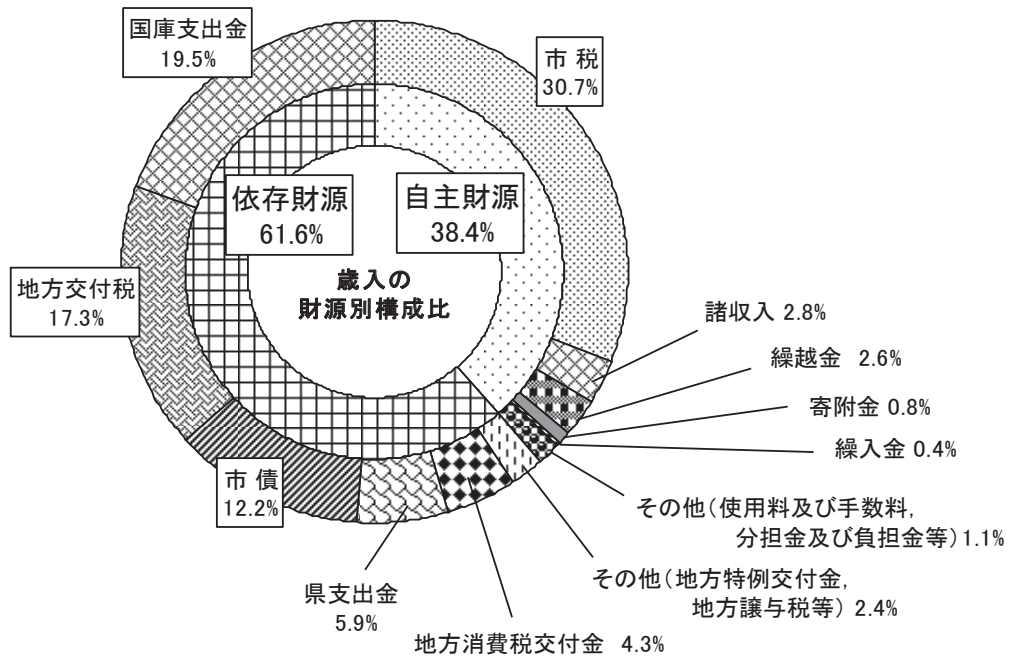 国庫支出金
19.5%
市 税
30.7%
依存財源
61.6%
自主財源
38.4%
歳入の
財源別構成比
地方交付税
17.3%
諸収入 2.8%
繰越金 2.6%
寄附金 0.8%
繰入金 0.4%
その他(使用料及び手数料,
分担金及び負担金等)1.1%
その他(地方特例交付金,
地方譲与税等) 2.4%
地方消費税交付金 4.3%
県支出金
5.9%
市 債
12.2%